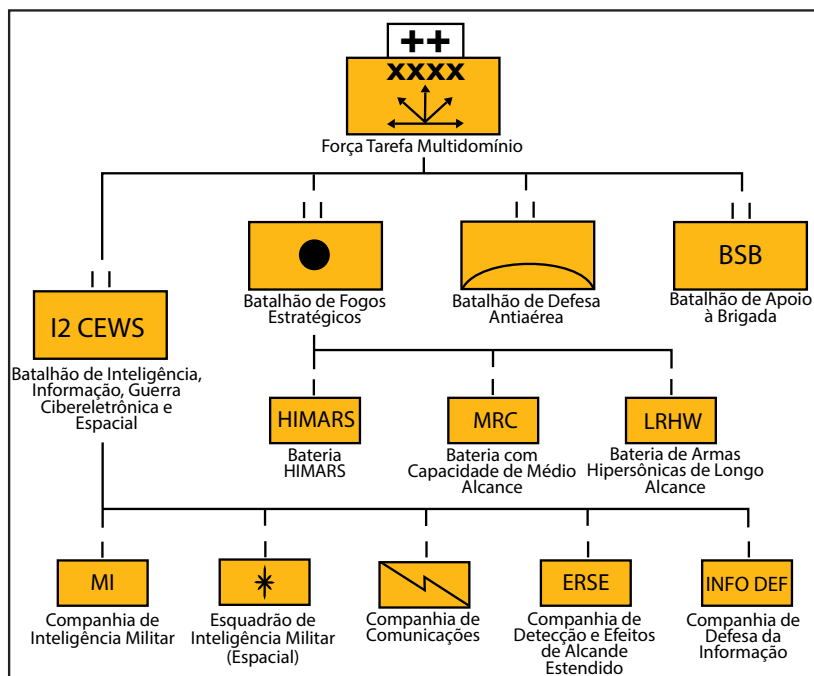 ++
XXXX
Força Tarefa Multidomínio
I2 CEWS
Batalhão de Inteligência,
Informação, Guerra
Cibereletrônica e
Espacial
Batalhão de Fogos
Estratégicos
Batalhão de Defesa
Antiaérea
BSB
Batalhão de Apoio
à Brigada
HIMARS
Bateria
HIMARS
MRC
Bateria com
Capacidade de Médio
Alcance
LRHW
Bateria de Armas
Hipersônicas de Longo
Alcance
MI
Companhia de
Inteligência Militar
Esquadrão de
Inteligência Militar
(Espacial)
Companhia de
Comunicações
ERSE
Companhia de
Detecção e Efeitos
de Alcande
Estendido
INFO DEF
Companhia de
Defesa da
Informação